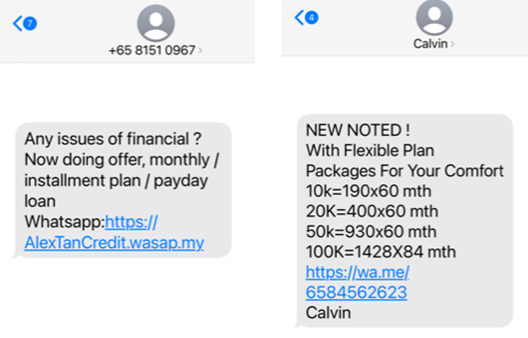 7
+65 8151 0967
Any issues of financial ?
Now doing offer, monthly /
installment plan / payday
loan
Whatsapp:https://
AlexTanCredit.wasap.my
4
Calvin
NEW NOTED !
With Flexible Plan
Packages For Your Comfort
10k=190x60 mth
20K=400x60 mth
50k=930x60 mth
100K=1428X84 mth
https://wa.me/
6584562623
Calvin